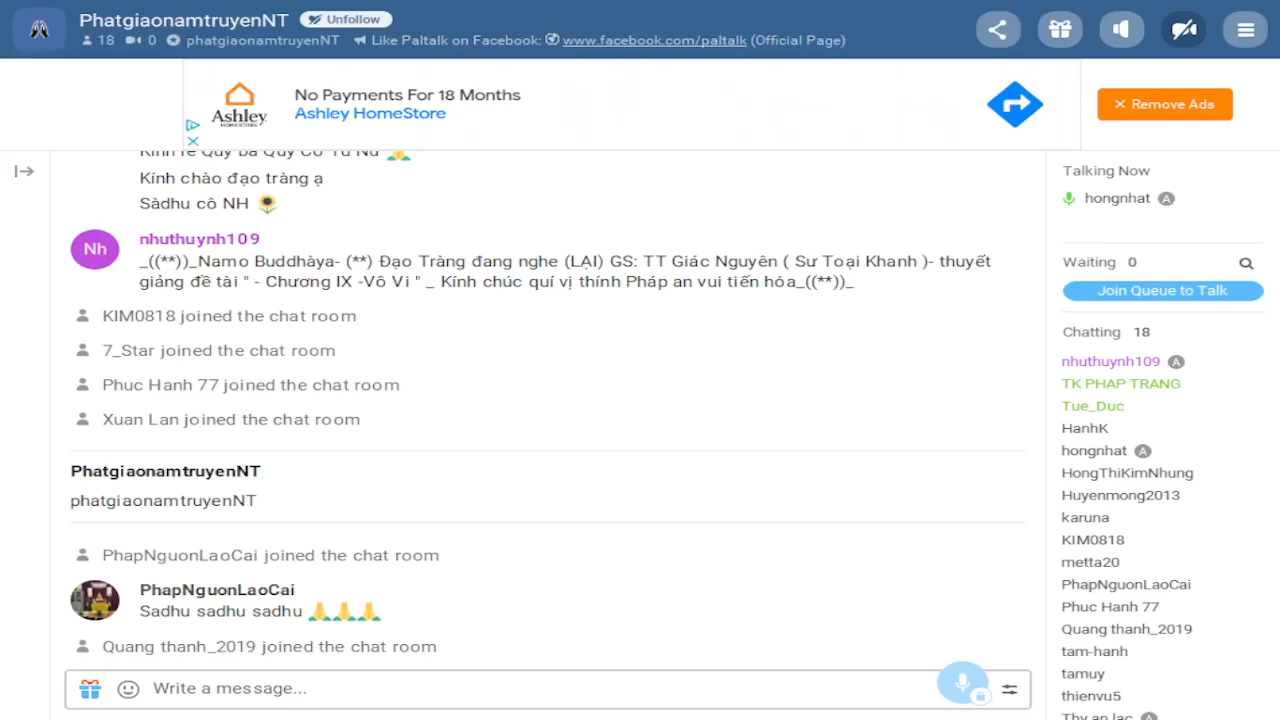 PhatgiaonamtruyenNT Unfollow
18 0 phatgiaonamtruyenNT Like Paltalk on Facebook: www.facebook.com/paltalk (Official Page)
Ashley
HOMESTORE
No Payments For 18 Months
Ashley HomeStore
Remove Ads
Kính chào đạo tràng ạ
Sàdhu cô NH
Nh
nhuthuynh109
_((**))_Namo Buddhàya- (**) Đạo Tràng đang nghe (LẠI) GS: TT Giác Nguyên ( Sư Toại Khanh )- thuyết
giảng đề tài " - Chương IX -Vô Vi " _ Kính chúc quí vị thính Pháp an vui tiến hóa_((**))_
KIM0818 joined the chat room
7_Star joined the chat room
Phuc Hanh 77 joined the chat room
Xuan Lan joined the chat room
PhatgiaonamtruyenNT
phatgiaonamtruyenNT
PhapNguonLaoCai joined the chat room
PhapNguonLaoCai
Sadhu sadhu sadhu
Quang thanh_2019 joined the chat room
Write a message...
Talking Now
hongnhat A
Waiting 0
Join Queue to Talk
Chatting 18
nhuthuynh109 A
TK PHAP TRANG
Tue_Duc
HanhK
hongnhat A
HongThiKimNhung
Huyenmong2013
karuna
KIM0818
metta20
PhapNguonLaoCai
Phuc Hanh 77
Quang thanh_2019
tam-hanh
tamuy
thienvu5
Thy an lac